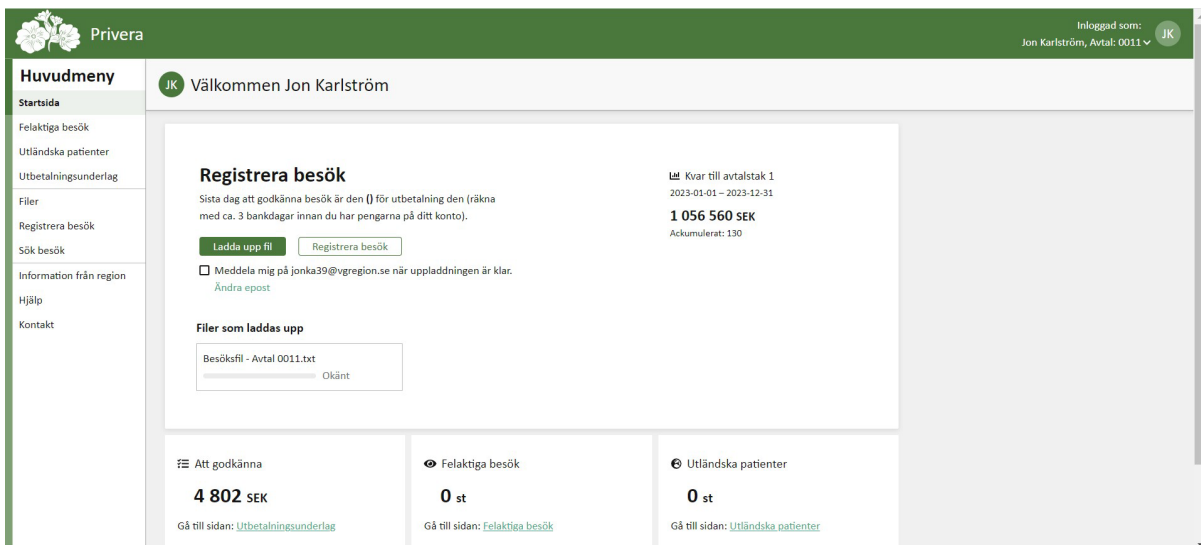 Privera
Inloggad som:
Jon Karlström, Avtal: 0011
JK
Huvudmeny
Startsida
Felaktiga besök
Utländska patienter
Utbetalningsunderlag
Filer
Registrera besök
Sök besök
Information från region
Hjälp
Kontakt
JK Välkommen Jon Karlström
Registrera besök
Sista dag att godkänna besök är den () för utbetalning den (räkna
med ca. 3 bankdagar innan du har pengarna på ditt konto).
Ladda upp fil
Registrera besök
Meddela mig på jonka39@vgregion.se när uppladdningen är klar.
Ändra epost
Filer som laddas upp
Besöksfil - Avtal 0011.txt
Okänt
Kvar till avtalstak 1
2023-01-01 – 2023-12-31
1 056 560 SEK
Ackumulerat: 130
Att godkänna
4 802 SEK
Gå till sidan: Utbetalningsunderlag
Felaktiga besök
0 st
Gå till sidan: Felaktiga besök
Utländska patienter
0 st
Gå till sidan: Utländska patienter